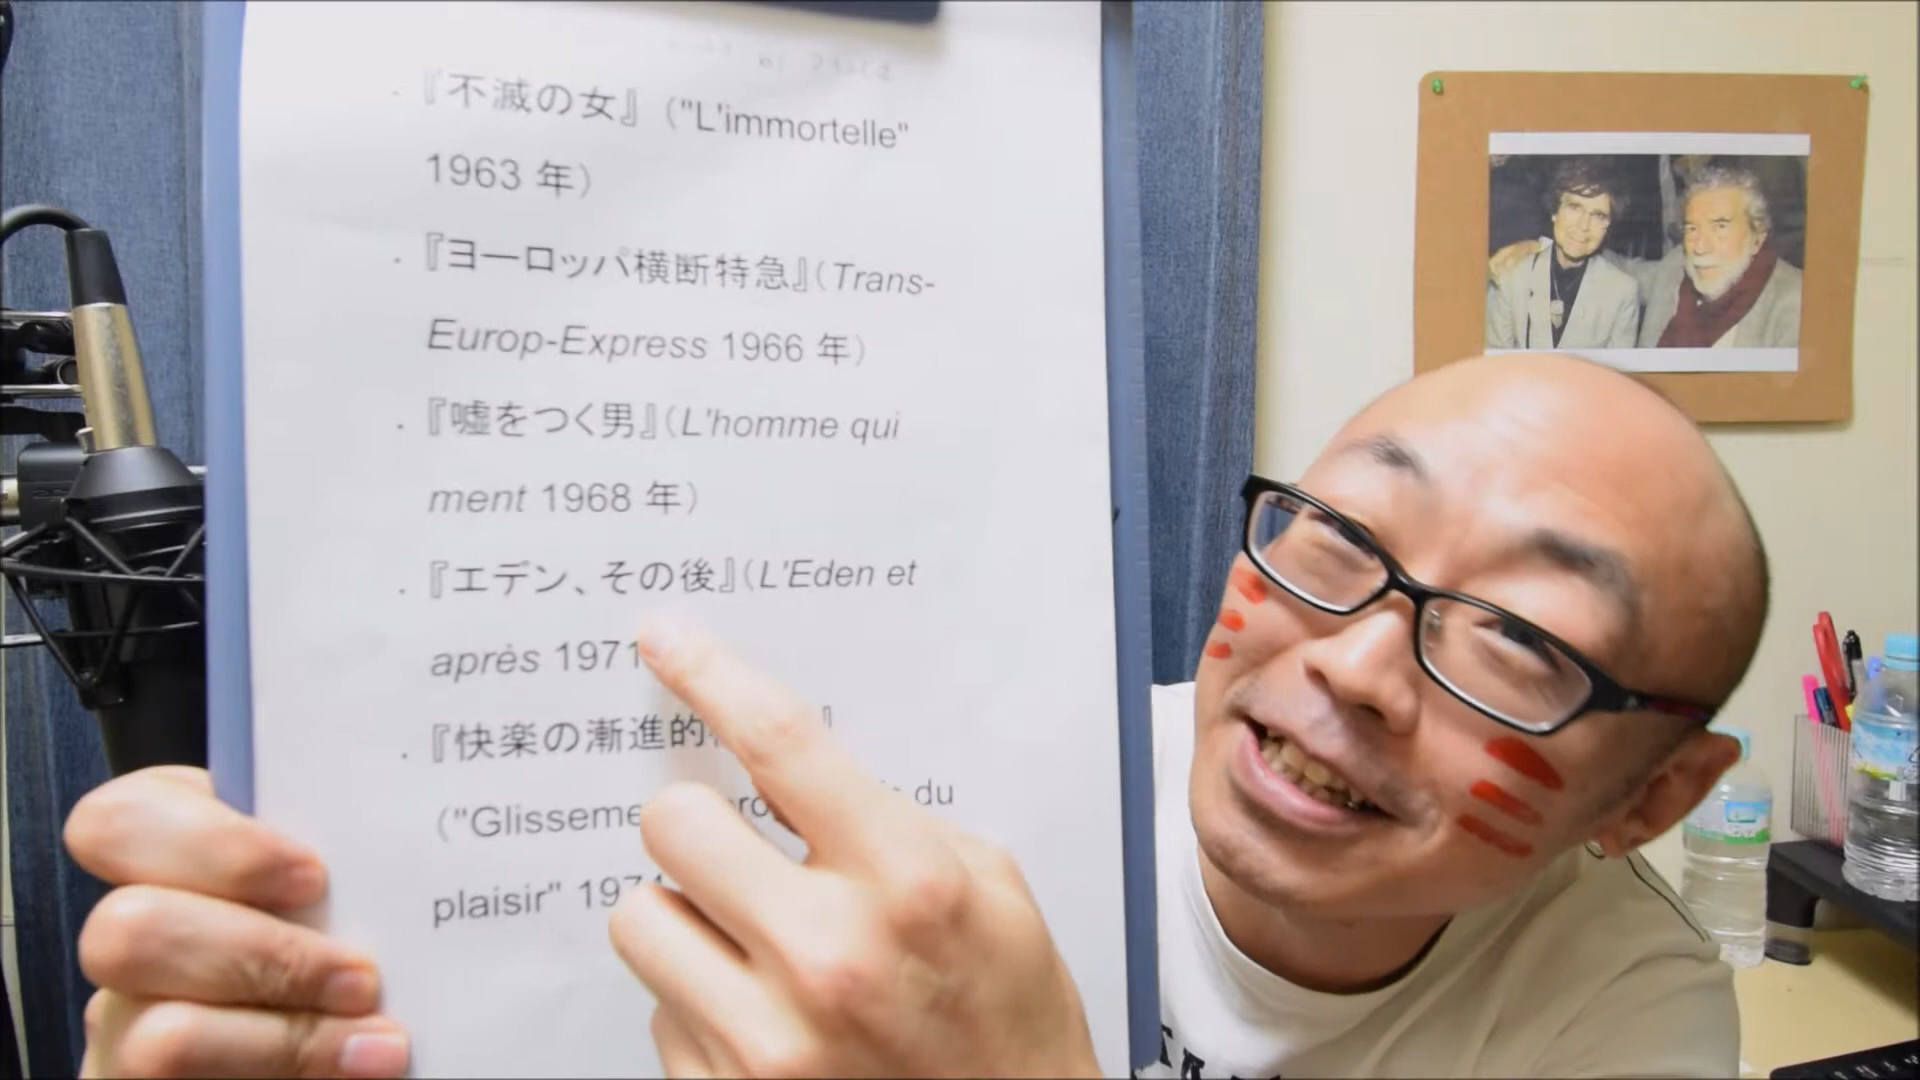 ・『不滅の女』("L'immortelle"
1963 年)
・『ヨーロッパ横断特急』(Trans-
Europ-Express 1966 年)
・『嘘をつく男』(L'homme qui
ment 1968 年)
・『エデン、その後』(L'Eden et
après 1971
・『快楽の漸進的 』
("Glisseme du
plaisir" 197